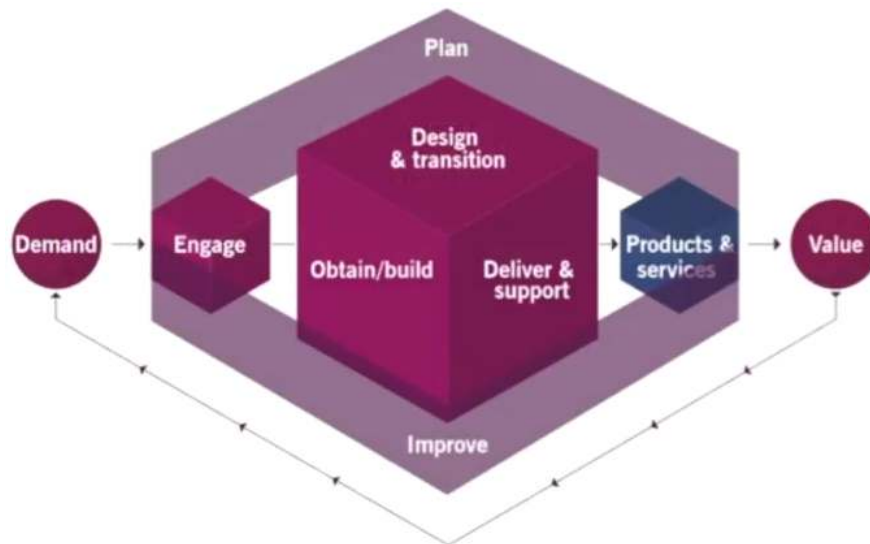 Plan
Design
& transition
Demand
Engage
Obtain/build
Deliver &
support
Products &
services
Value
Improve